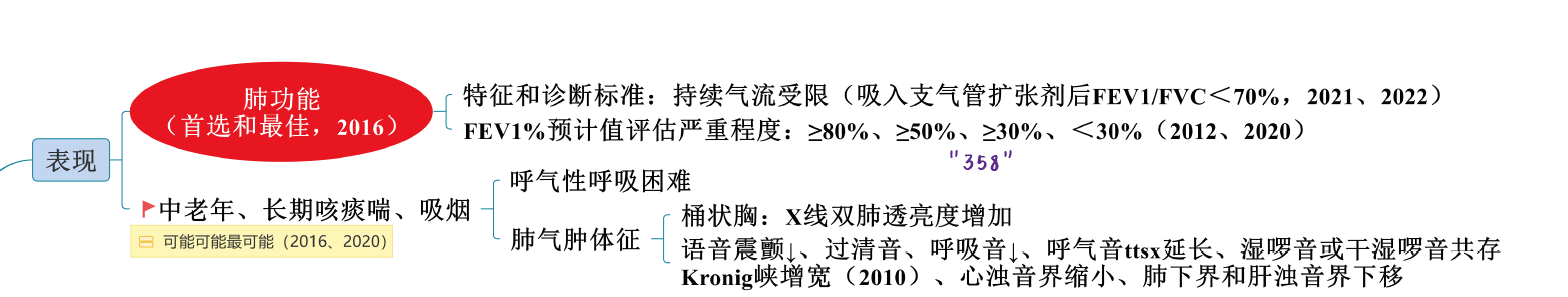 表现
肺功能
（首选和最佳，2016）
特征和诊断标准：持续气流受限（吸入支气管扩张剂后FEV1/FVC＜70%，2021、2022）
FEV1%预计值评估严重程度：≥80%、≥50%、≥30%、＜30%（2012、2020）
"358"
中老年、长期咳痰喘、吸烟
可能可能最可能（2016、2020）
呼气性呼吸困难
肺气肿体征
桶状胸：X线双肺透亮度增加
语音震颤↓、过清音、呼吸音↓、呼气音ttsx延长、湿啰音或干湿啰音共存
Kronig峡增宽（2010）、心浊音界缩小、肺下界和肝浊音界下移